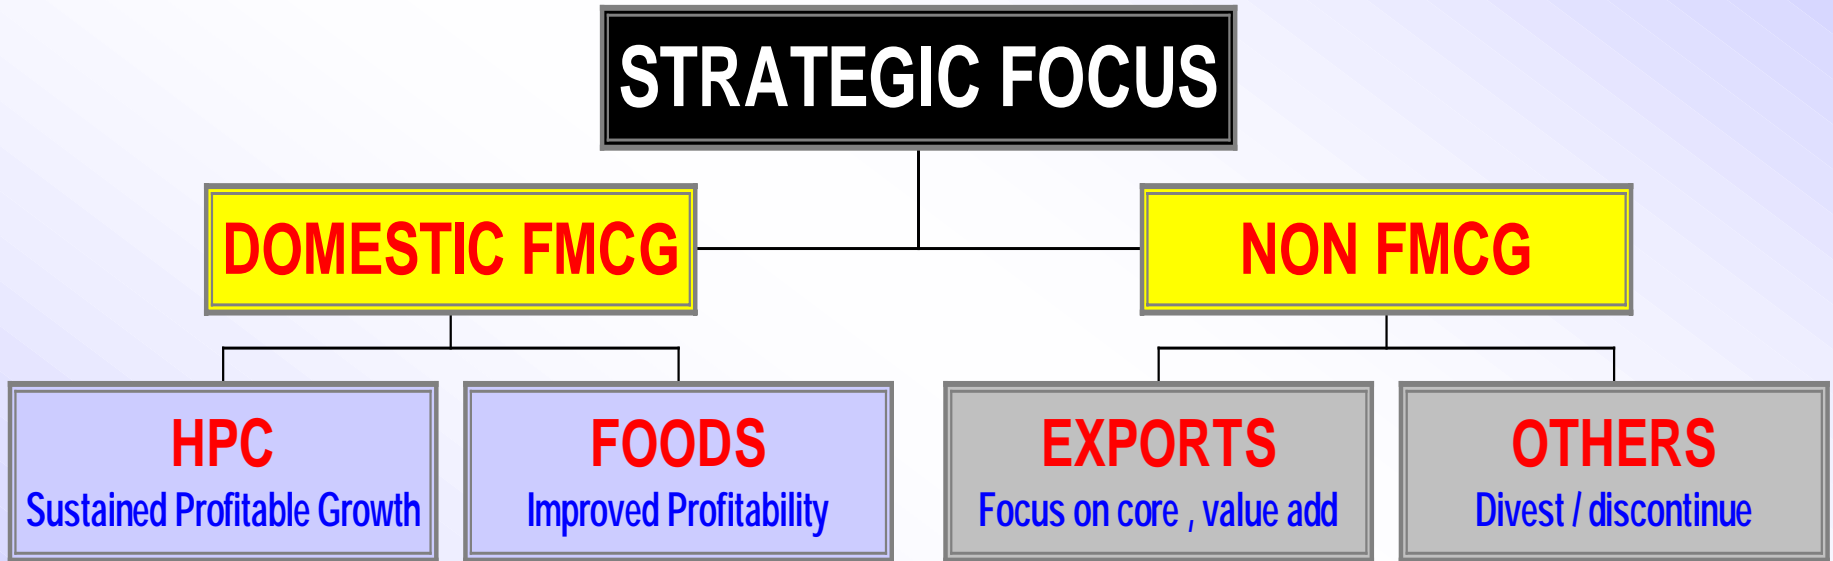 STRATEGIC FOCUS
DOMESTIC FMCG
NON FMCG
HPC
Sustained Profitable Growth
FOODS
Improved Profitability
EXPORTS
Focus on core , value add
OTHERS
Divest / discontinue